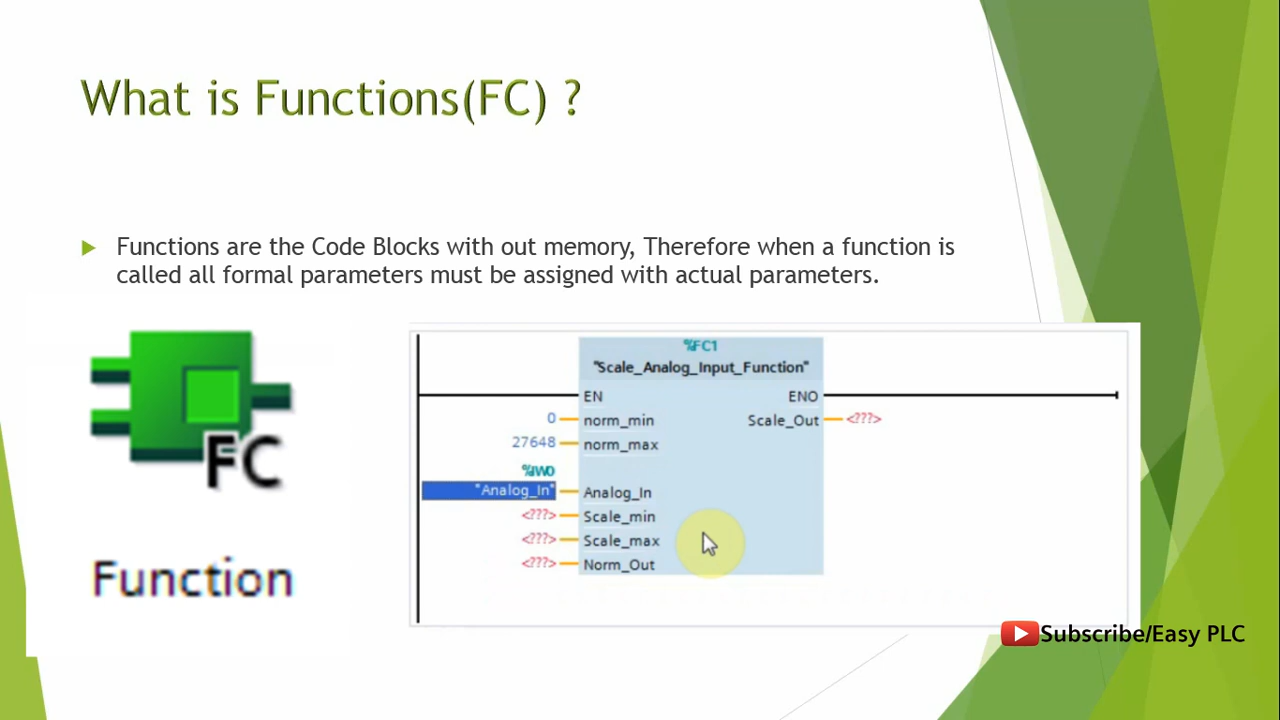 What is Functions(FC) ?
Functions are the Code Blocks with out memory, Therefore when a function is
called all formal parameters must be assigned with actual parameters.
FC
Function
%FC1
"Scale_Analog_Input_Function"
EN ENO
0 norm_min Scale_Out <???>
27648 norm_max
%IW0
"Analog_In" Analog_In
<???> Scale_min
<???> Scale_max
<???> Norm_Out
Subscribe/Easy PLC